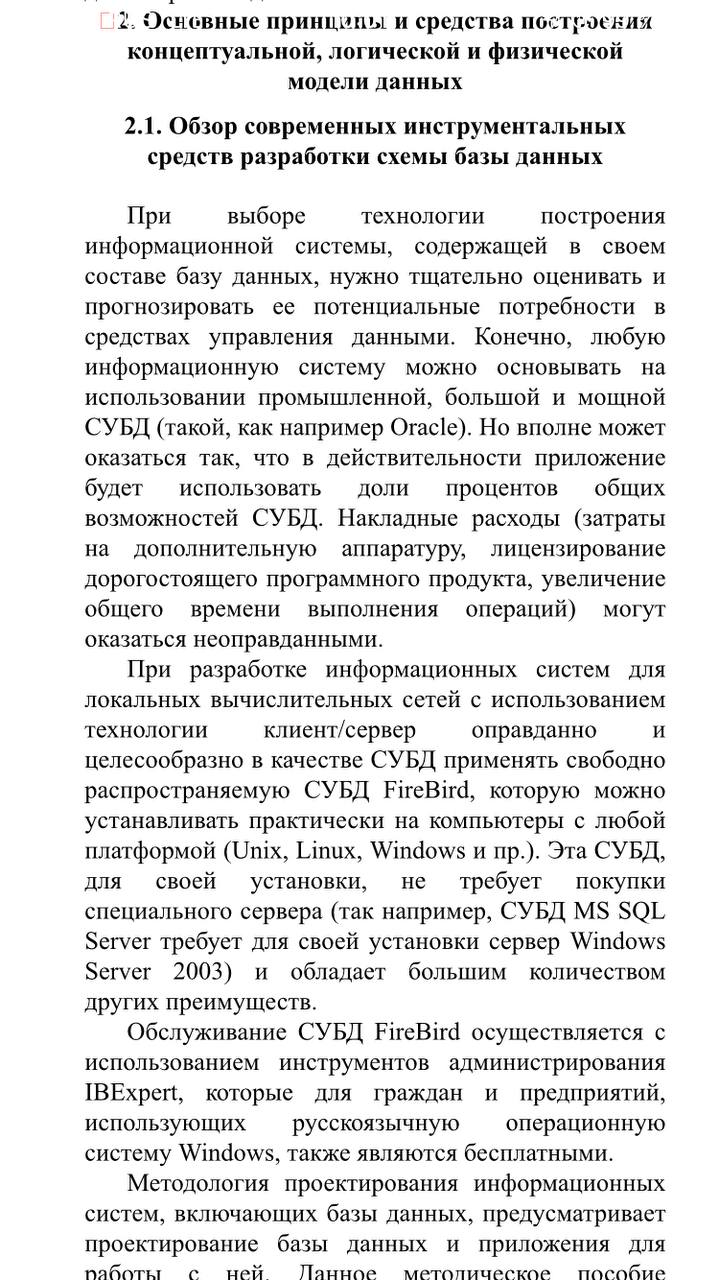 2. Основные принципы и средства построения
концептуальной, логической и физической
модели данных
2.1. Обзор современных инструментальных
средств разработки схемы базы данных
При выборе технологии построения
информационной системы, содержащей в своем
составе базу данных, нужно тщательно оценивать и
прогнозировать ее потенциальные потребности в
средствах управления данными. Конечно, любую
информационную систему можно основывать на
использовании промышленной, большой и мощной
СУБД (такой, как например Oracle). Но вполне может
оказаться так, что в действительности приложение
будет использовать доли процентов общих
возможностей СУБД. Накладные расходы (затраты
на дополнительную аппаратуру, лицензирование
дорогостоящего программного продукта, увеличение
общего времени выполнения операций) могут
оказаться неоправданными.
При разработке информационных систем для
локальных вычислительных сетей с использованием
технологии клиент/сервер оправданно и
целесообразно в качестве СУБД применять свободно
распространяемую СУБД FireBird, которую можно
устанавливать практически на компьютеры с любой
платформой (Unix, Linux, Windows и пр.). Эта СУБД,
для своей установки, не требует покупки
специального сервера (так например, СУБД MS SQL
Server требует для своей установки сервер Windows
Server 2003) и обладает большим количеством
других преимуществ.
Обслуживание СУБД FireBird осуществляется с
использованием инструментов администрирования
IBExpert, которые для граждан и предприятий,
использующих русскоязычную операционную
систему Windows, также являются бесплатными.
Методология проектирования информационных
систем, включающих базы данных, предусматривает
проектирование базы данных и приложения для
работы с ней. Данное методическое пособие